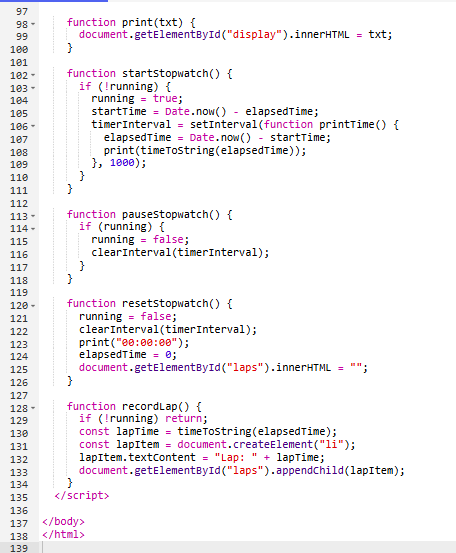 97
98 function print(txt) {
99 document.getElementById("display").innerHTML = txt;
100 }
101
102 function startStopwatch() {
103 if (!running) {
104 running = true;
105 startTime = Date.now() - elapsedTime;
106 timerInterval = setInterval(function printTime() {
107 elapsedTime = Date.now() - startTime;
108 print(timeToString(elapsedTime));
109 }, 1000);
110 }
111 }
112
113 function pauseStopwatch() {
114 if (running) {
115 running = false;
116 clearInterval(timerInterval);
117 }
118 }
119
120 function resetStopwatch() {
121 running = false;
122 clearInterval(timerInterval);
123 print("00:00:00");
124 elapsedTime = 0;
125 document.getElementById("laps").innerHTML = "";
126 }
127
128 function recordLap() {
129 if (!running) return;
130 const lapTime = timeToString(elapsedTime);
131 const lapItem = document.createElement("li");
132 lapItem.textContent = "Lap: " + lapTime;
133 document.getElementById("laps").appendChild(lapItem);
134 }
135 </script>
136
137 </body>
138 </html>
139